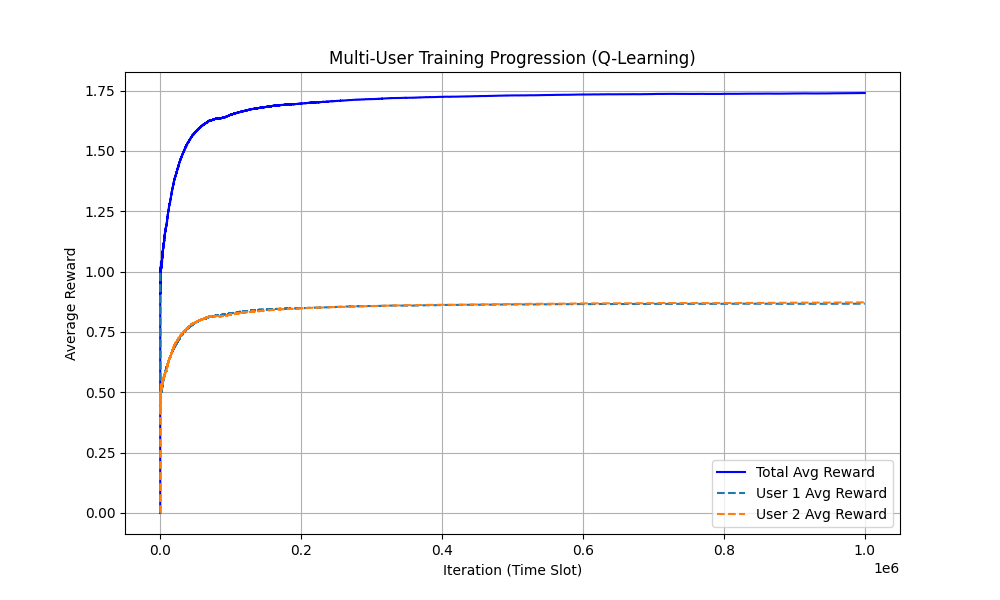 Multi-User Training Progression (Q-Learning)
Average Reward
1.75
1.50
1.25
1.00
0.75
0.50
0.25
0.00
Total Avg Reward
User 1 Avg Reward
User 2 Avg Reward
0.0 0.2 0.4 0.6 0.8 1.0
1e6
Iteration (Time Slot)